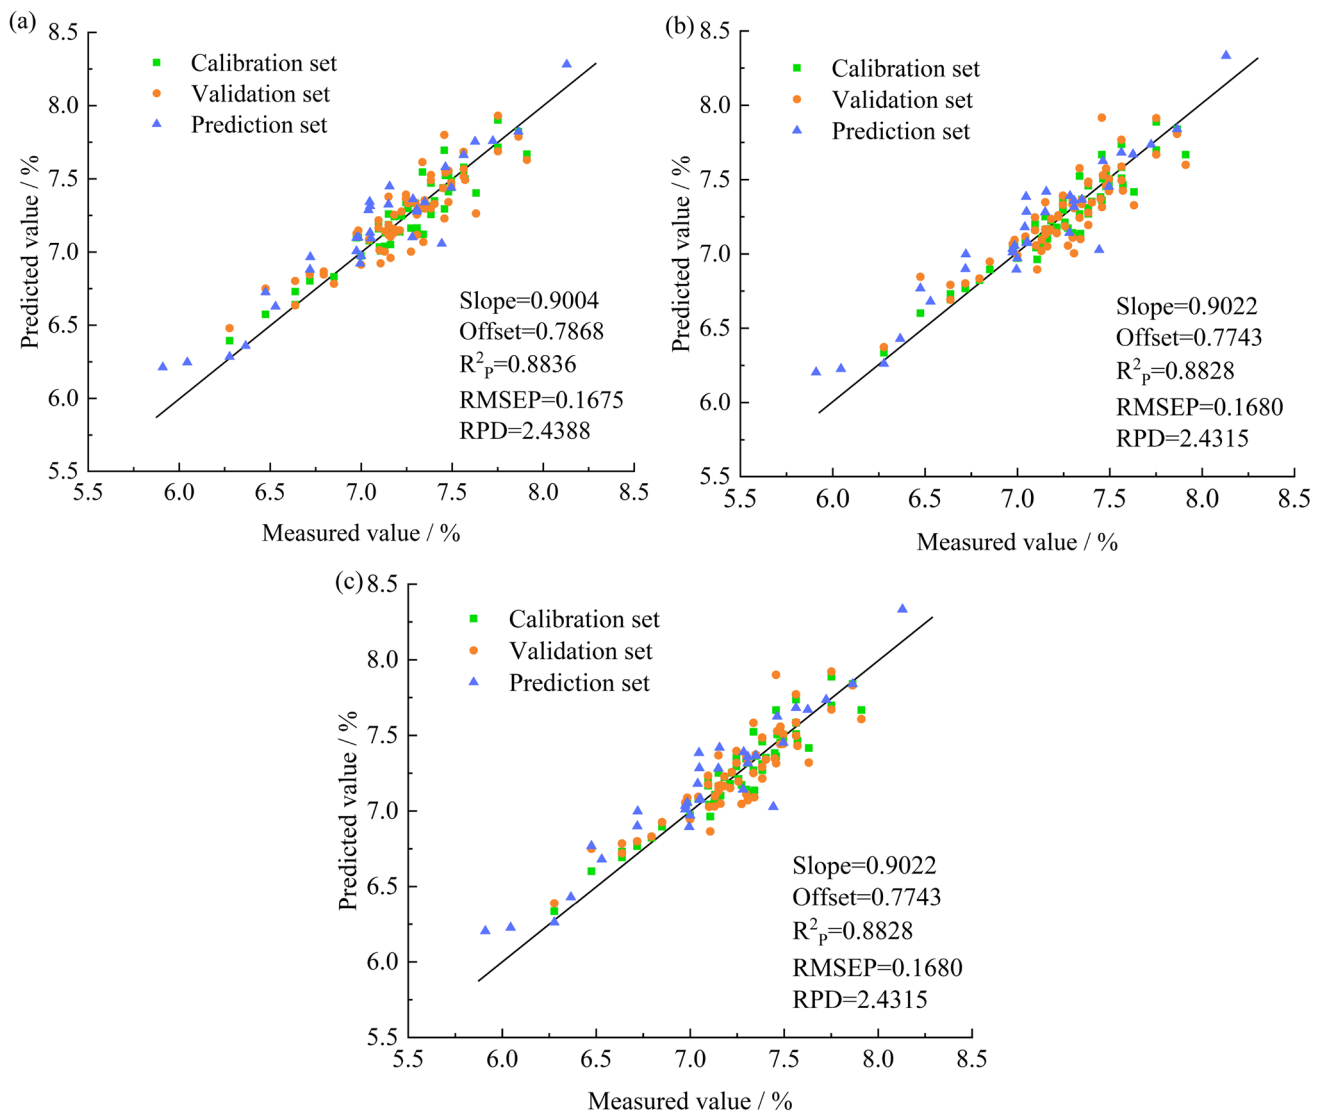 (a)
8.5
8.0
7.5
7.0
6.5
6.0
5.5
Predicted value / %
Calibration set
Validation set
Prediction set
Slope=0.9004
Offset=0.7868
R²P=0.8836
RMSEP=0.1675
RPD=2.4388
5.5 6.0 6.5 7.0 7.5 8.0 8.5
Measured value / %
(b)
8.5
8.0
7.5
7.0
6.5
6.0
5.5
Predicted value / %
Calibration set
Validation set
Prediction set
Slope=0.9022
Offset=0.7743
R²P=0.8828
RMSEP=0.1680
RPD=2.4315
5.5 6.0 6.5 7.0 7.5 8.0 8.5
Measured value / %
(c)
8.5
8.0
7.5
7.0
6.5
6.0
5.5
Predicted value / %
Calibration set
Validation set
Prediction set
Slope=0.9022
Offset=0.7743
R²P=0.8828
RMSEP=0.1680
RPD=2.4315
5.5 6.0 6.5 7.0 7.5 8.0 8.5
Measured value / %